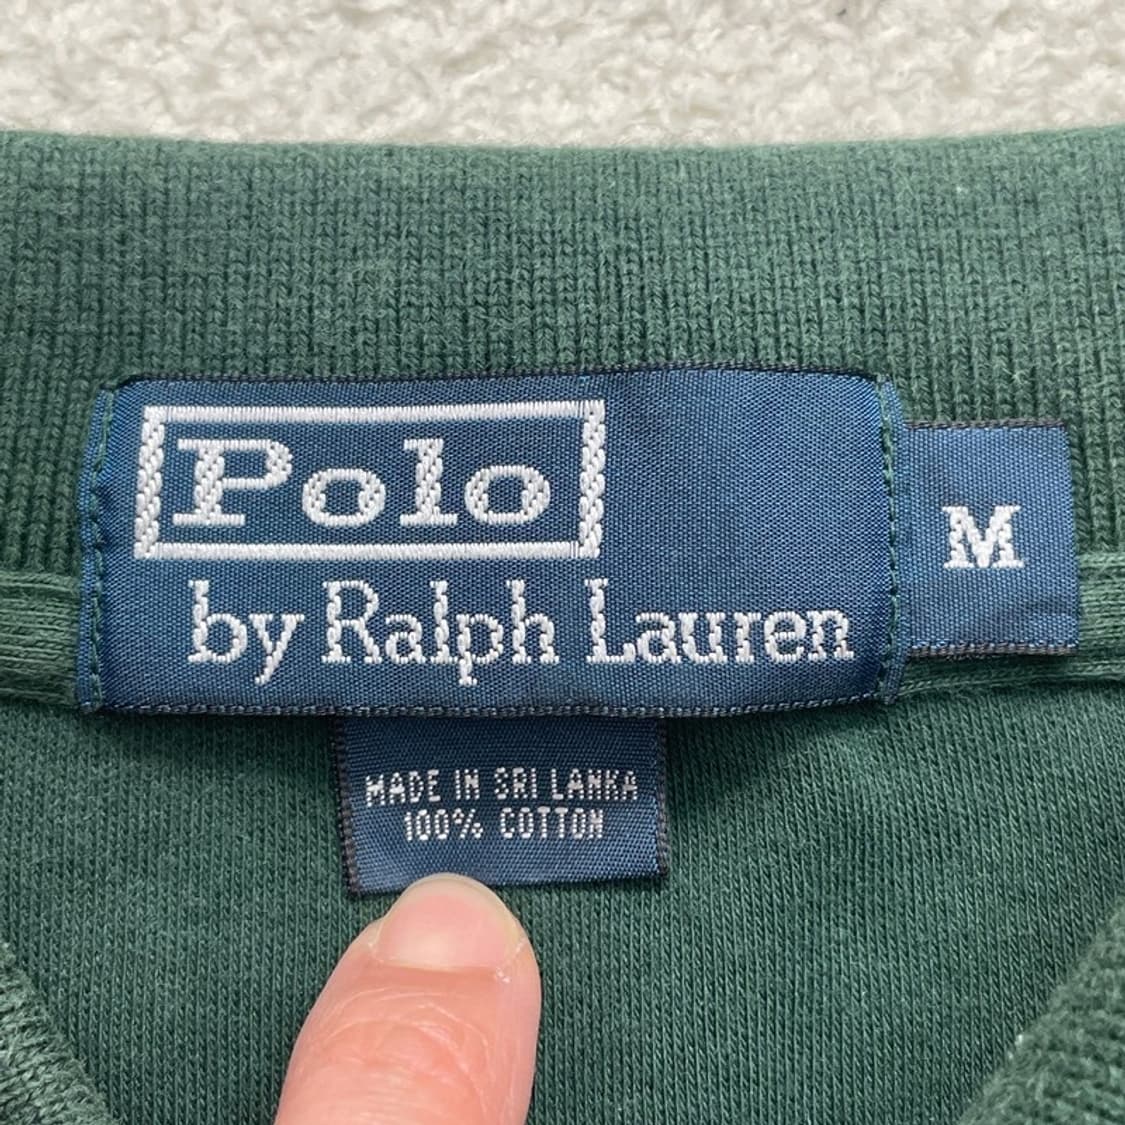 Polo
by Ralph Lauren
M
MADE IN SRI LANKA
100% COTTON